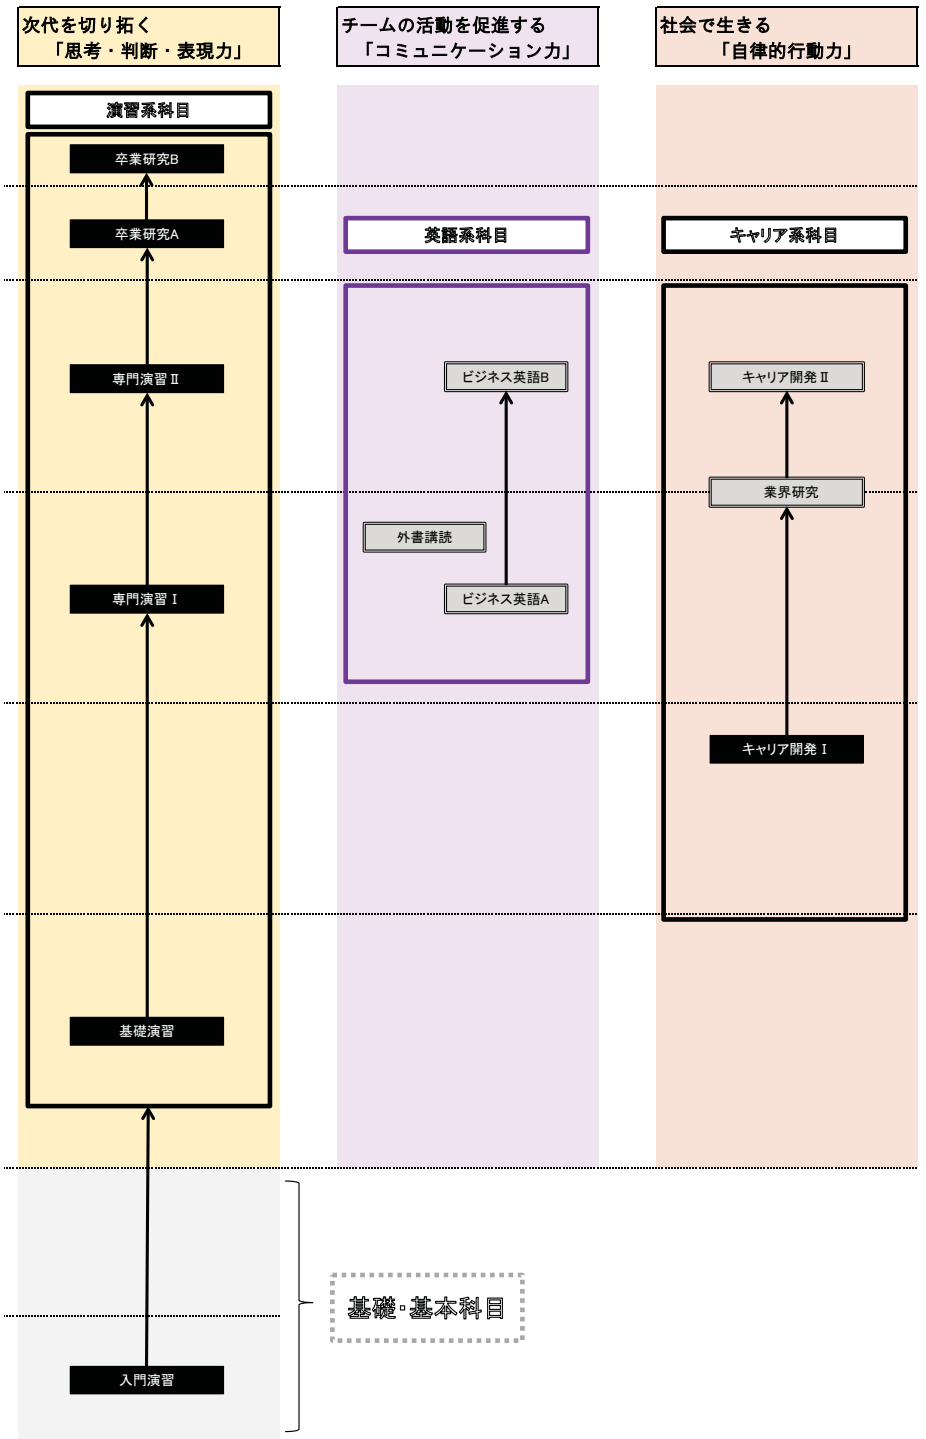 次代を切り拓く
「思考・判断・表現力」
チームの活動を促進する
「コミュニケーション力」
社会で生きる
「自律的行動力」
演習系科目
卒業研究B
卒業研究A
英語系科目
キャリア系科目
専門演習Ⅱ
ビジネス英語B
キャリア開発Ⅱ
業界研究
外書講読
専門演習Ⅰ
ビジネス英語A
キャリア開発Ⅰ
基礎演習
基礎・基本科目
入門演習